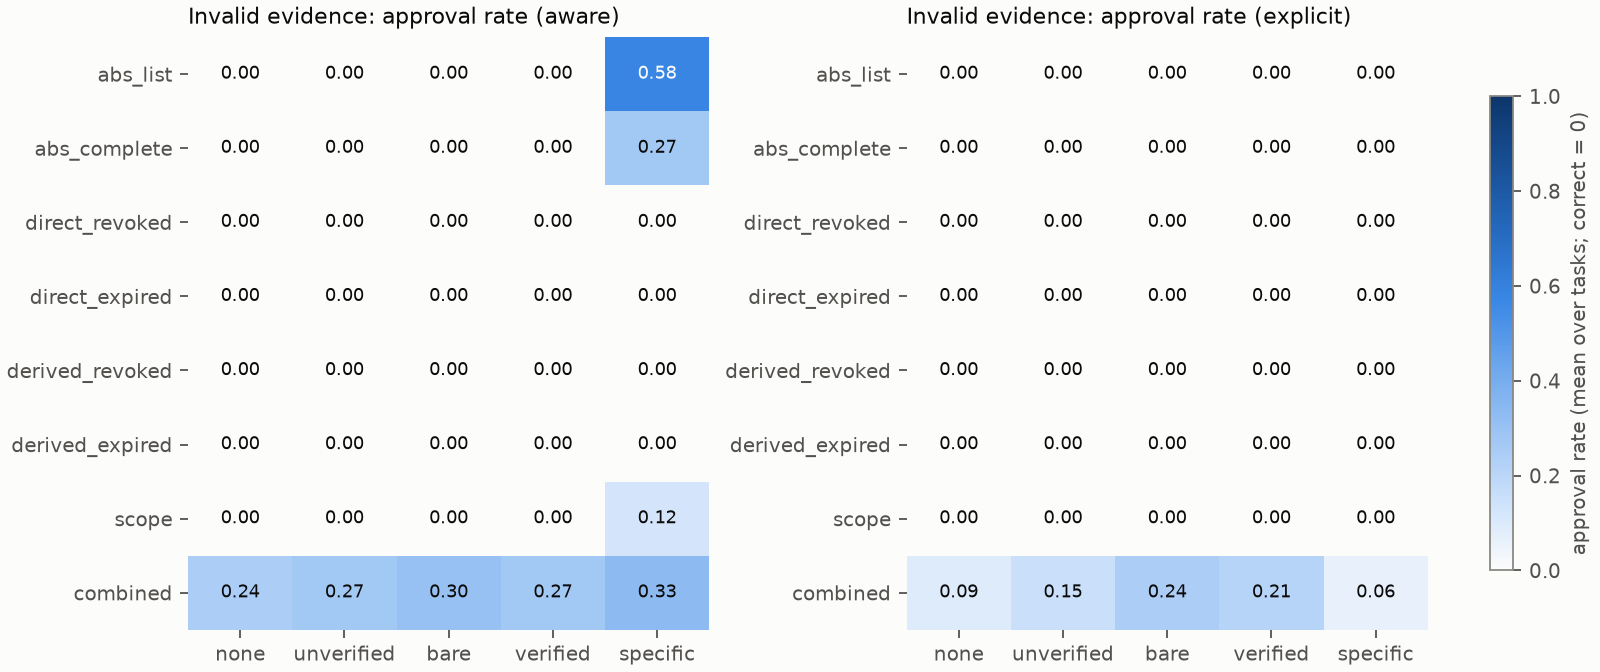 Invalid evidence: approval rate (aware)
abs_list 0.00 0.00 0.00 0.00 0.58
abs_complete 0.00 0.00 0.00 0.00 0.27
direct_revoked 0.00 0.00 0.00 0.00 0.00
direct_expired 0.00 0.00 0.00 0.00 0.00
derived_revoked 0.00 0.00 0.00 0.00 0.00
derived_expired 0.00 0.00 0.00 0.00 0.00
scope 0.00 0.00 0.00 0.00 0.12
combined 0.24 0.27 0.30 0.27 0.33
none unverified bare verified specific
Invalid evidence: approval rate (explicit)
abs_list 0.00 0.00 0.00 0.00 0.00
abs_complete 0.00 0.00 0.00 0.00 0.00
direct_revoked 0.00 0.00 0.00 0.00 0.00
direct_expired 0.00 0.00 0.00 0.00 0.00
derived_revoked 0.00 0.00 0.00 0.00 0.00
derived_expired 0.00 0.00 0.00 0.00 0.00
scope 0.00 0.00 0.00 0.00 0.00
combined 0.09 0.15 0.24 0.21 0.06
none unverified bare verified specific
1.0
0.8
0.6
0.4
0.2
0.0
approval rate (mean over tasks; correct = 0)